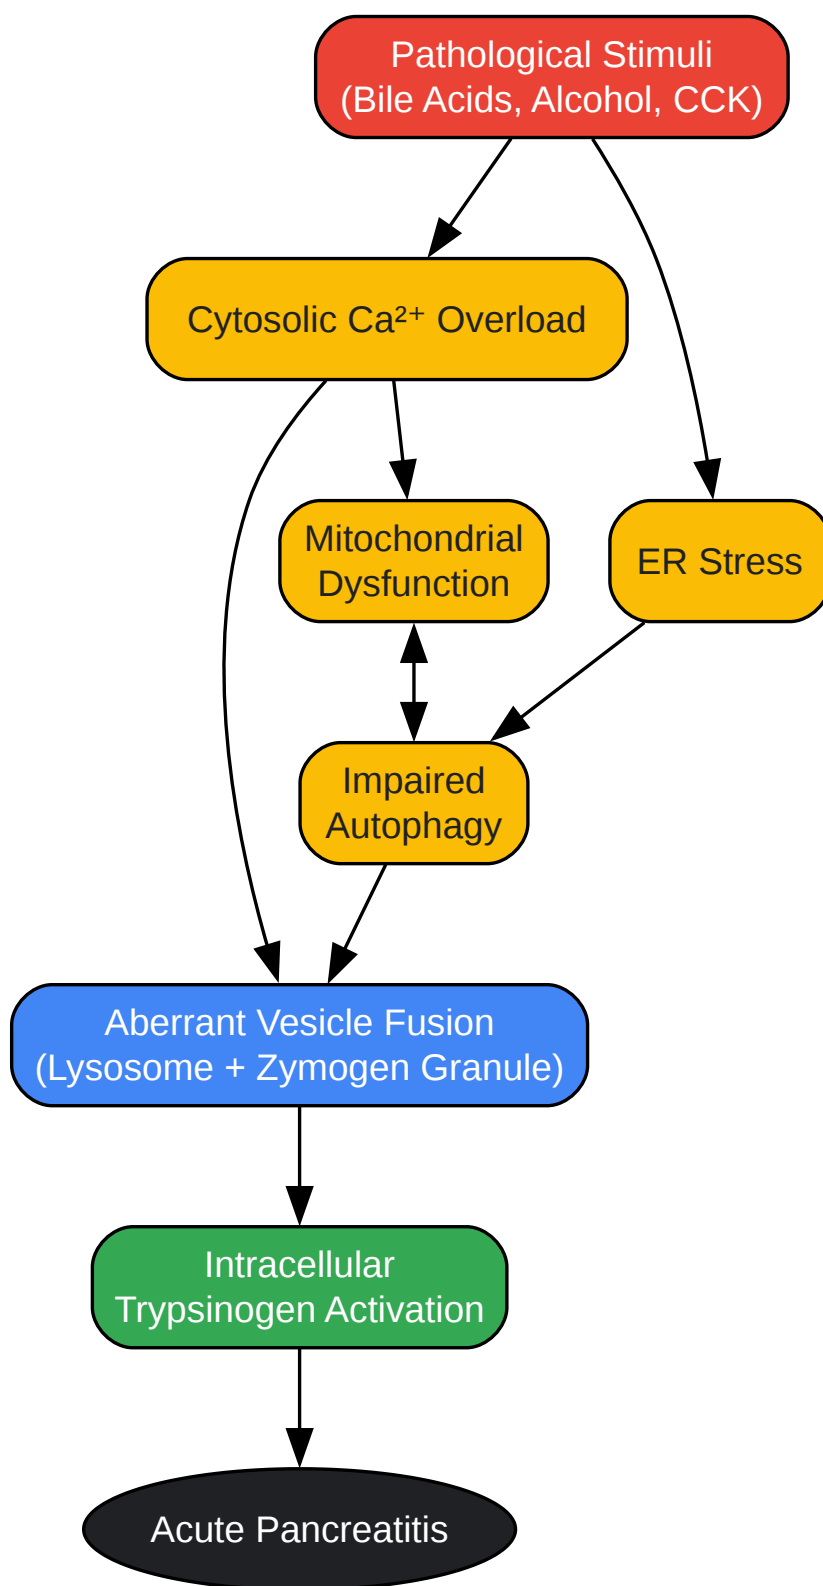 Pathological Stimuli
(Bile Acids, Alcohol, CCK)
Cytosolic Ca²⁺ Overload
Mitochondrial
Dysfunction
ER Stress
Impaired
Autophagy
Aberrant Vesicle Fusion
(Lysosome + Zymogen Granule)
Intracellular
Trypsinogen Activation
Acute Pancreatitis